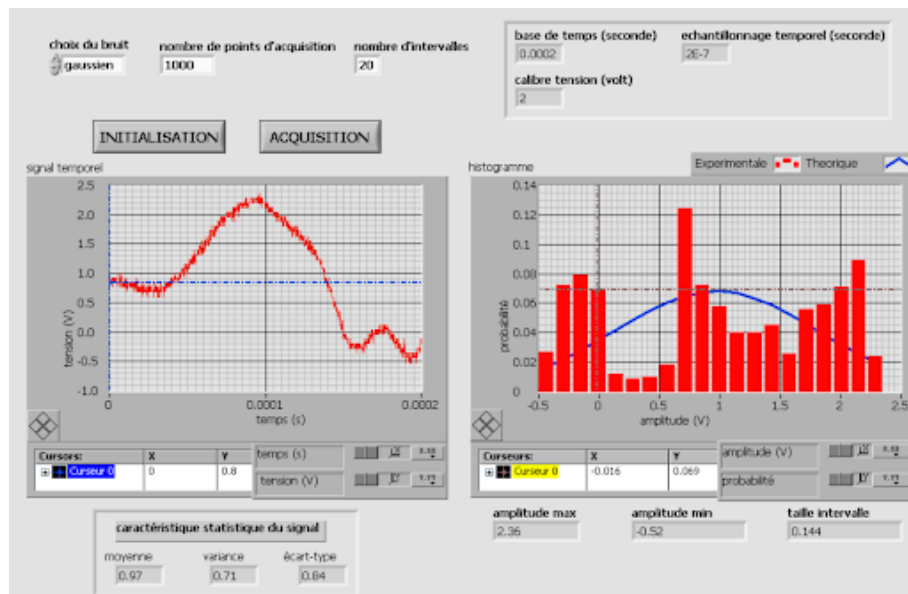 choix du bruit
gaussien
nombre de points d'acquisition
1000
nombre d'intervalles
20
base de temps (seconde)
0.0002
echantillonnage temporel (seconde)
2E-7
calibre tension (volt)
2
INITIALISATION
ACQUISITION
signal temporel
2.5
2.0
1.0
0.5
0.0
-0.5
-1.0
tension (V)
0
0.0001
0.0002
temps (s)
histogramme
Experimentale
Theorique
0.14
0.12
0.1
0.08
0.06
0.04
0.02
0
probabilité
-0.5
0
0.5
1
1.5
2
2.5
amplitude (V)
Cursors: X Y
Curseur 0 0 0.8
temps (s)
tension (V)
Curseurs: X Y
Curseur 0 -0.016 0.069
amplitude (V)
probabilité
caractéristique statistique du signal
moyenne
0.97
variance
0.71
écart-type
0.84
amplitude max
2.36
amplitude min
-0.52
taille intervalle
0.144